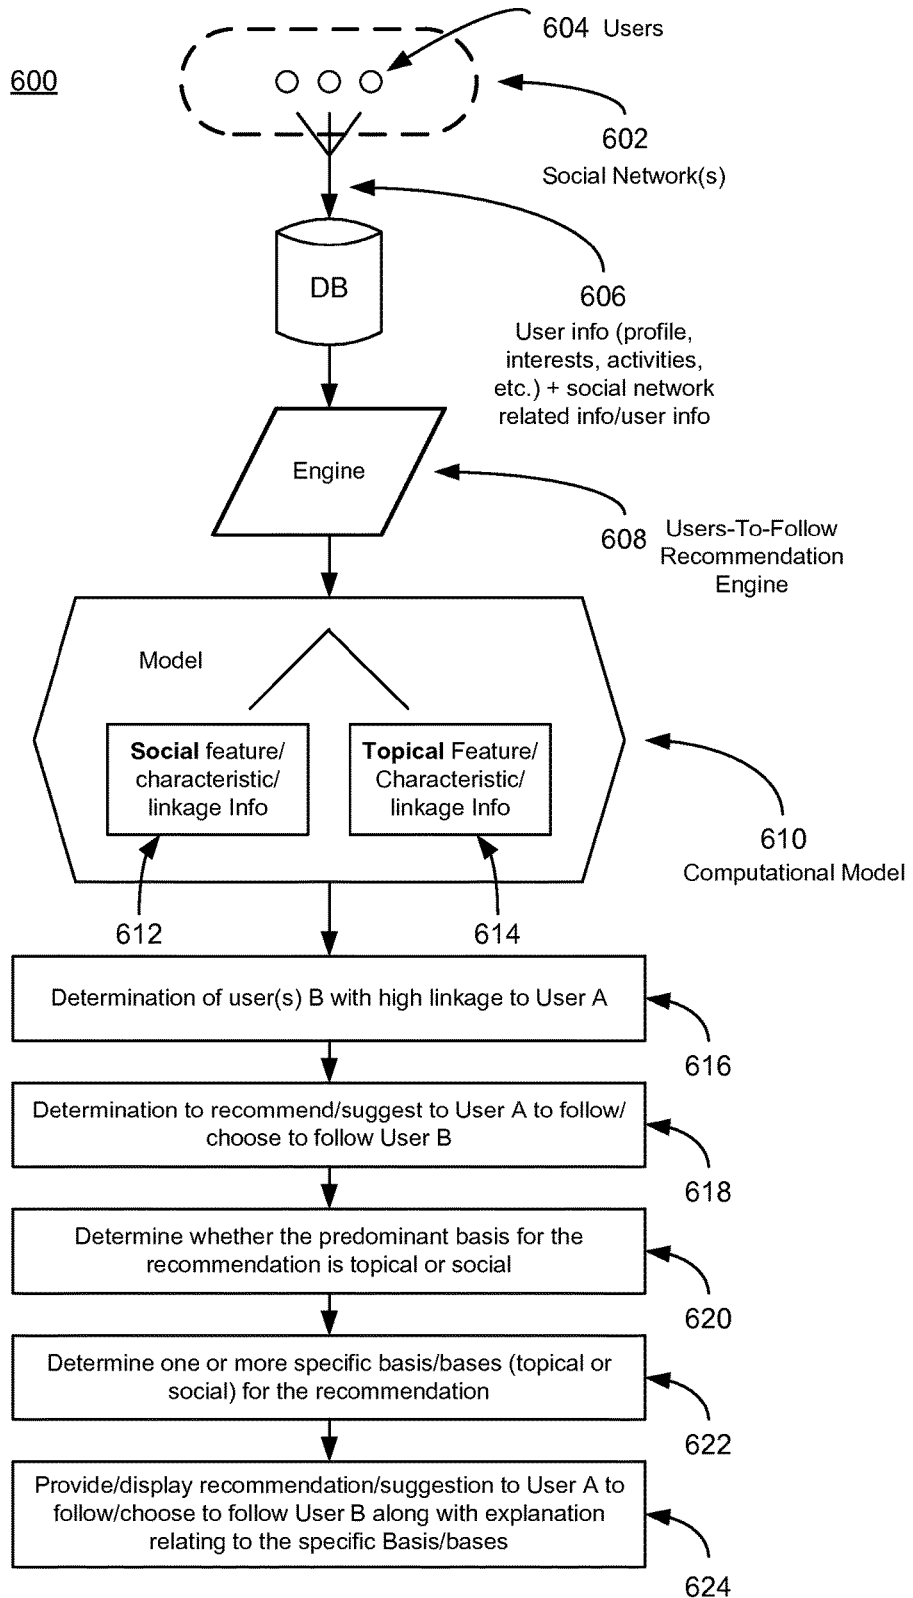 604 Users
600
602
Social Network(s)
DB
606
User info (profile,
interests, activities,
etc.) + social network
related info/user info
Engine
608
Users-To-Follow
Recommendation
Engine
Model
Social feature/
characteristic/
linkage Info
Topical Feature/
Characteristic/
linkage Info
610
Computational Model
612
614
Determination of user(s) B with high linkage to User A
616
Determination to recommend/suggest to User A to follow/
choose to follow User B
618
Determine whether the predominant basis for the
recommendation is topical or social
620
Determine one or more specific basis/bases (topical or
social) for the recommendation
622
Provide/display recommendation/suggestion to User A to
follow/choose to follow User B along with explanation
relating to the specific Basis/bases
624